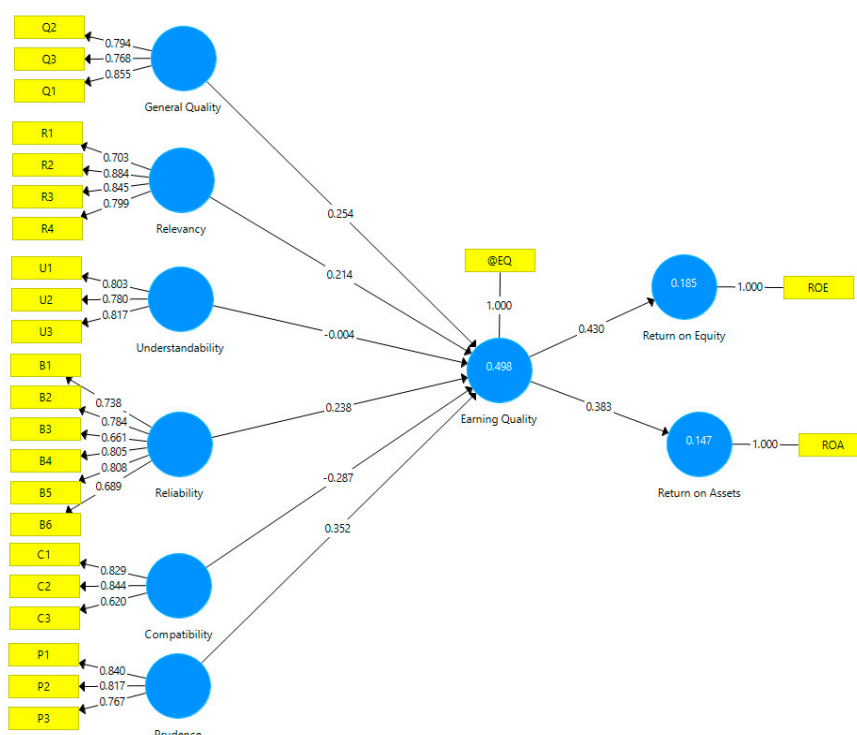 Q2
0.794
Q3
0.768
Q1
0.855
General Quality
R1
0.703
R2
0.884
R3
0.845
R4
0.799
Relevancy
U1
0.803
U2
0.780
U3
0.817
Understandability
B1
0.738
B2
0.784
B3
0.661
B4
0.805
B5
0.808
B6
0.689
Reliability
C1
0.829
C2
0.844
C3
0.620
Compatibility
P1
0.840
P2
0.817
P3
0.767
Prudence
0.254
0.214
-0.004
0.238
-0.287
0.352
@EQ
1.000
0.498
Earning Quality
0.430
0.383
0.185
1.000
ROE
Return on Equity
0.147
1.000
ROA
Return on Assets